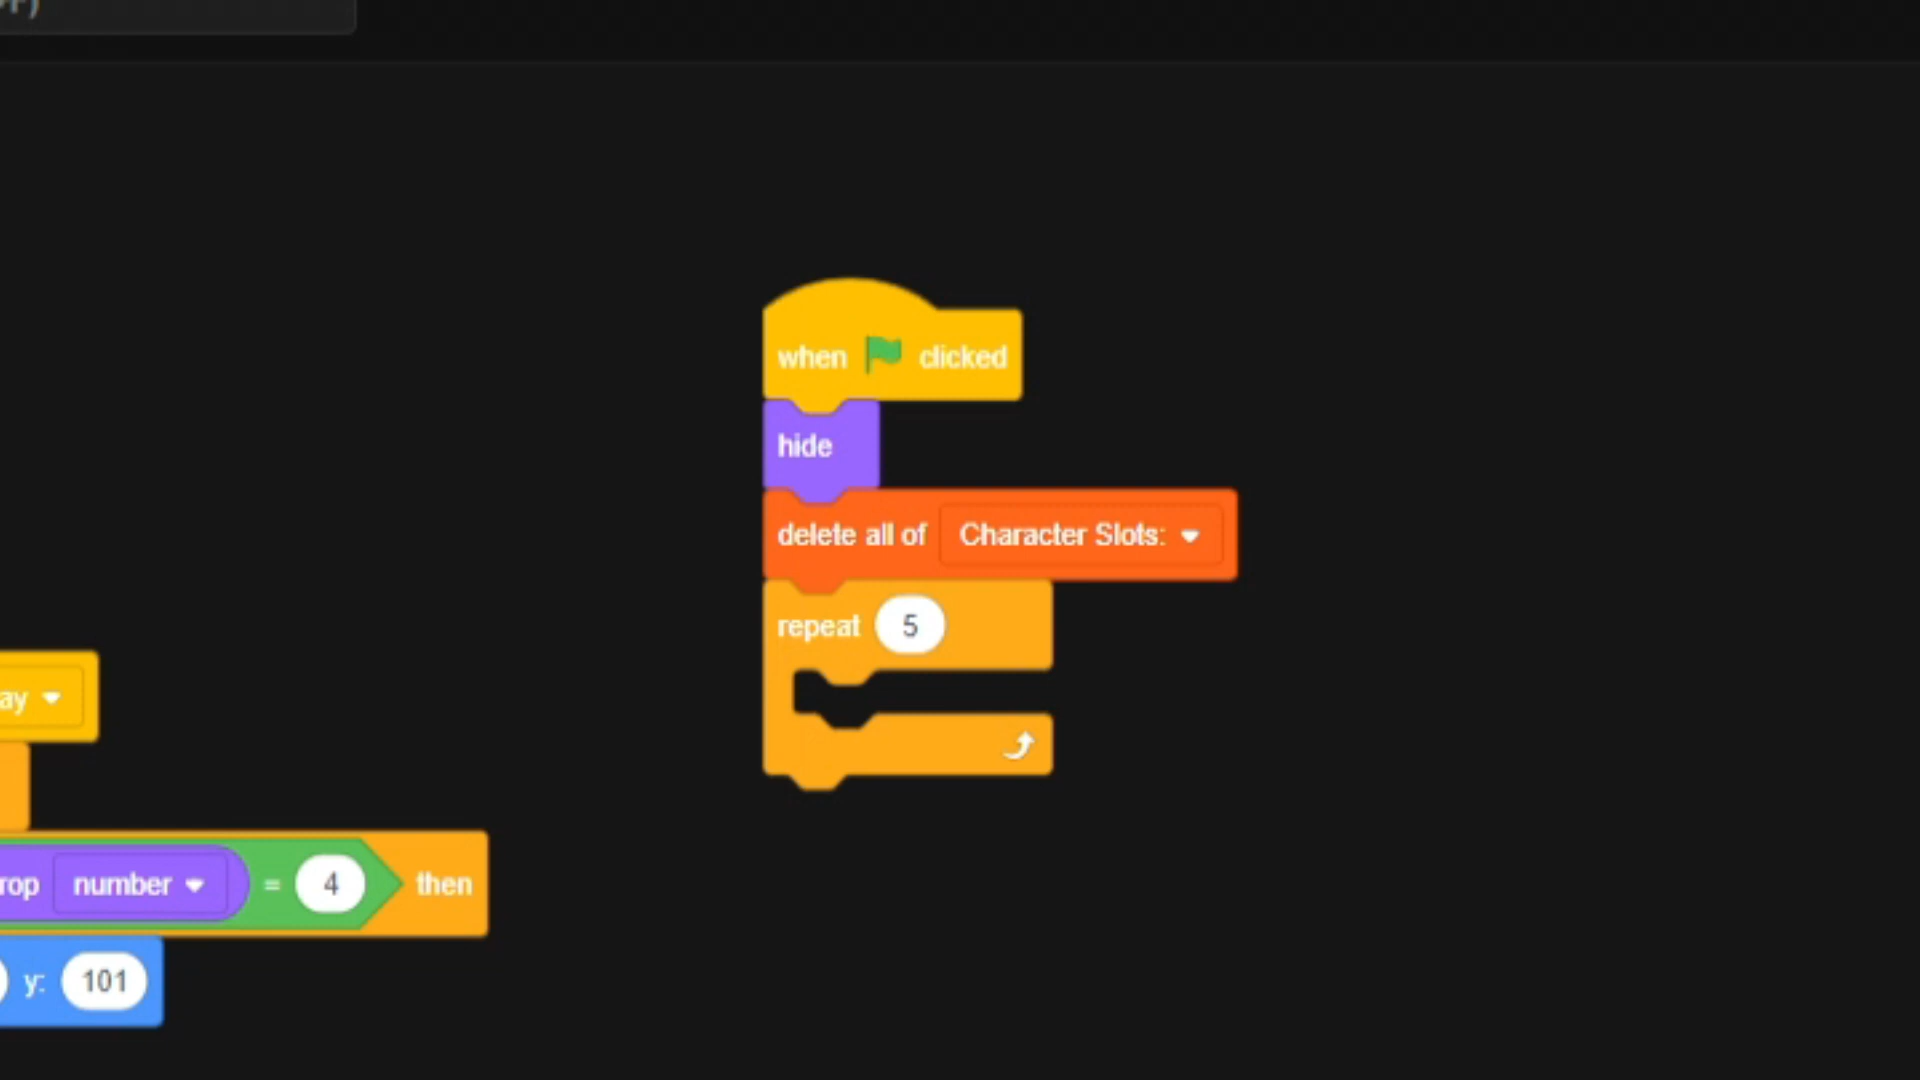 when clicked
hide
delete all of Character Slots:
repeat 5
number = 4 then
y: 101